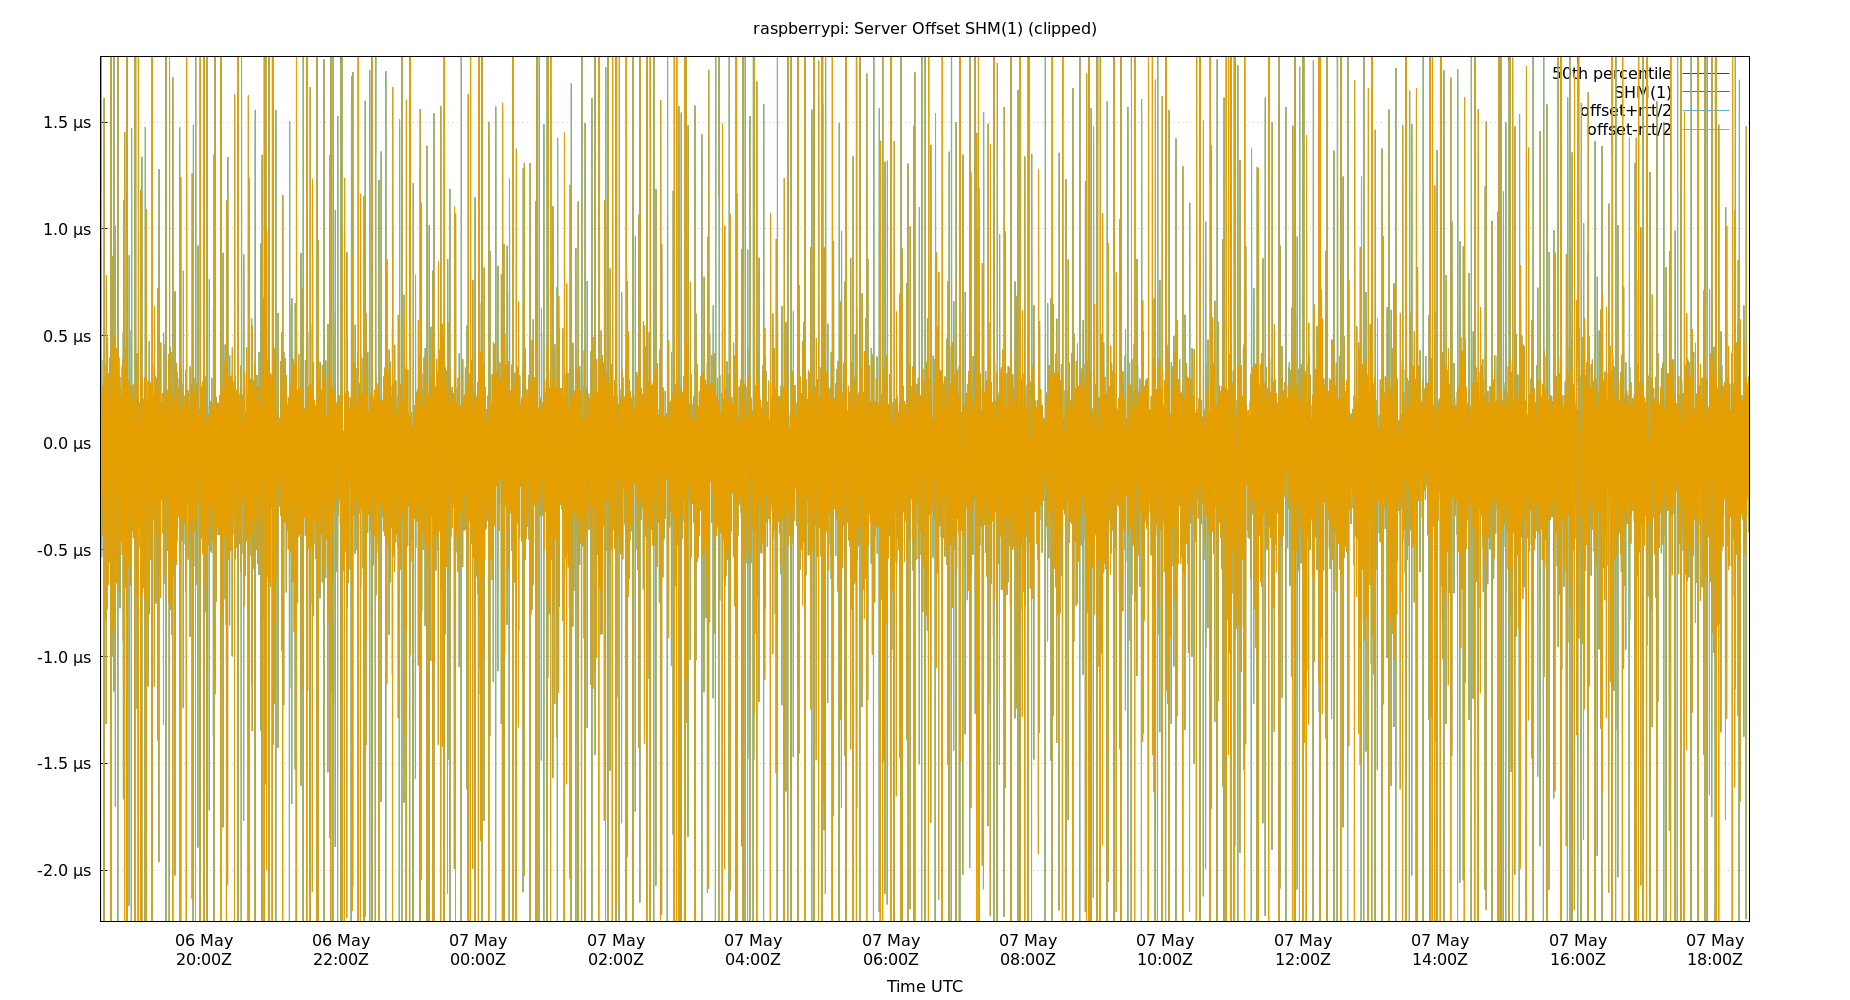 raspberrypi: Server Offset SHM(1) (clipped)
50th percentile
SHM(1)
offset+rtt/2
offset-rtt/2
1.5 µs
1.0 µs
0.5 µs
0.0 µs
-0.5 µs
-1.0 µs
-1.5 µs
-2.0 µs
06 May 06 May 07 May 07 May 07 May 07 May 07 May 07 May 07 May 07 May 07 May 07 May
20:00Z 22:00Z 00:00Z 02:00Z 04:00Z 06:00Z 08:00Z 10:00Z 12:00Z 14:00Z 16:00Z 18:00Z
Time UTC